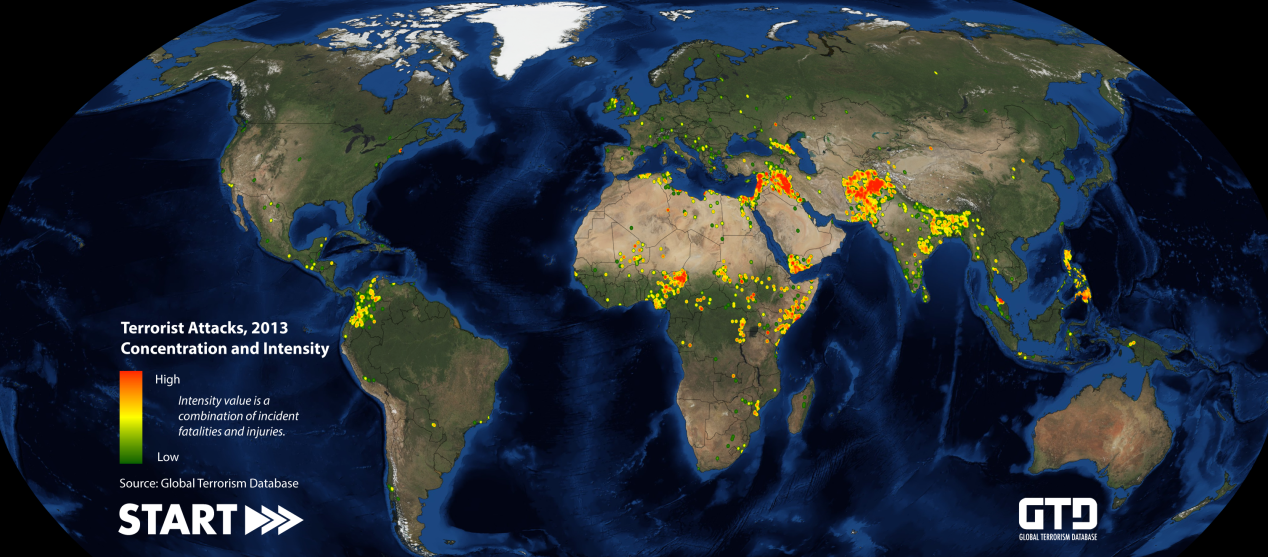 Terrorist Attacks, 2013
Concentration and Intensity
High
Intensity value is a
combination of incident
fatalities and injuries.
Low
Source: Global Terrorism Database
START
GTD
GLOBAL TERRORISM DATABASE